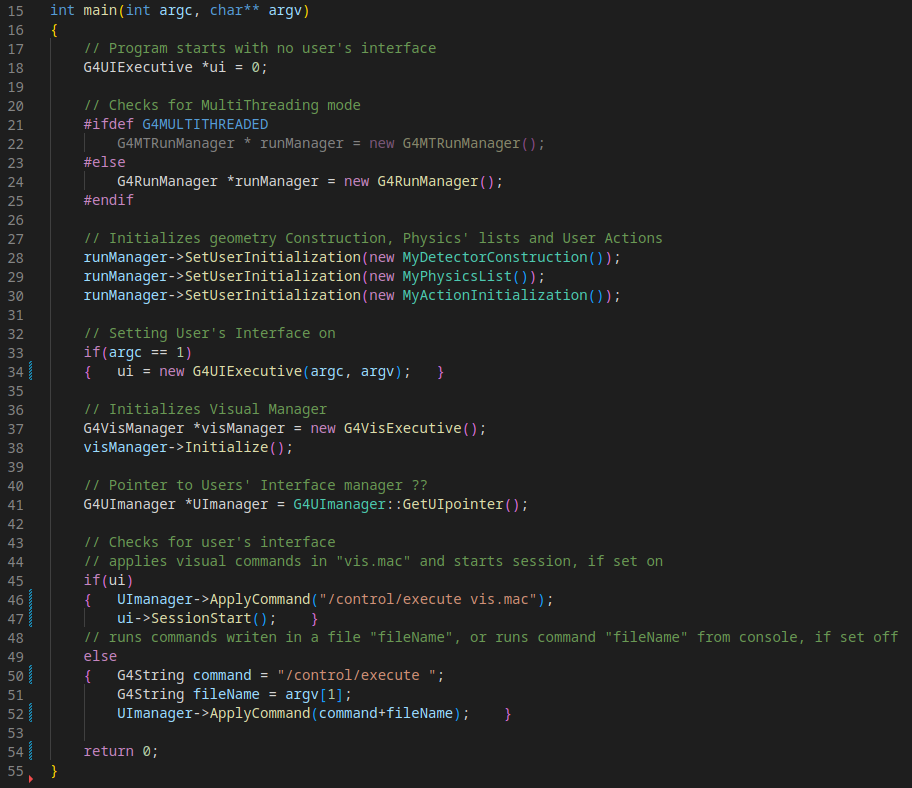 15 int main(int argc, char** argv)
16 {
17     // Program starts with no user's interface
18     G4UIExecutive *ui = 0;
19
20     // Checks for MultiThreading mode
21     #ifdef G4MULTITHREADED
22         G4MTRunManager * runManager = new G4MTRunManager();
23     #else
24         G4RunManager *runManager = new G4RunManager();
25     #endif
26
27     // Initializes geometry Construction, Physics' lists and User Actions
28     runManager->SetUserInitialization(new MyDetectorConstruction());
29     runManager->SetUserInitialization(new MyPhysicsList());
30     runManager->SetUserInitialization(new MyActionInitialization());
31
32     // Setting User's Interface on
33     if(argc == 1)
34     {   ui = new G4UIExecutive(argc, argv);   }
35
36     // Initializes Visual Manager
37     G4VisManager *visManager = new G4VisExecutive();
38     visManager->Initialize();
39
40     // Pointer to Users' Interface manager ??
41     G4UImanager *UImanager = G4UImanager::GetUIpointer();
42
43     // Checks for user's interface
44     // applies visual commands in "vis.mac" and starts session, if set on
45     if(ui)
46     {   UImanager->ApplyCommand("/control/execute vis.mac");
47         ui->SessionStart();    }
48     // runs commands writen in a file "fileName", or runs command "fileName" from console, if set off
49     else
50     {   G4String command = "/control/execute ";
51         G4String fileName = argv[1];
52         UImanager->ApplyCommand(command+fileName);    }
53
54     return 0;
55 }